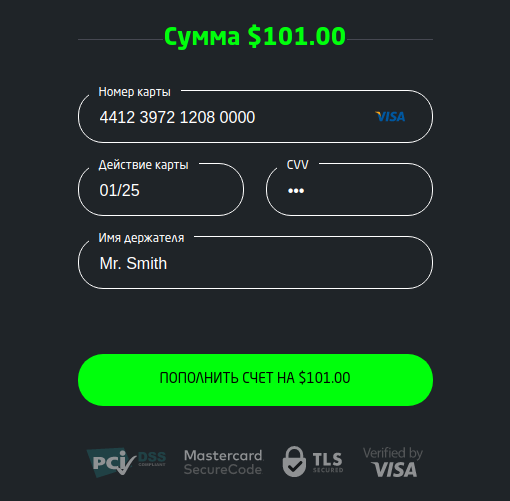 Сумма $101.00
Номер карты
4412 3972 1208 0000
VISA
Действие карты
CVV
01/25
•••
Имя держателя
Mr. Smith
ПОПОЛНИТЬ СЧЕТ НА $101.00
PCI DSS COMPLIANT
Mastercard
SecureCode
TLS
SECURED
Verified by
VISA